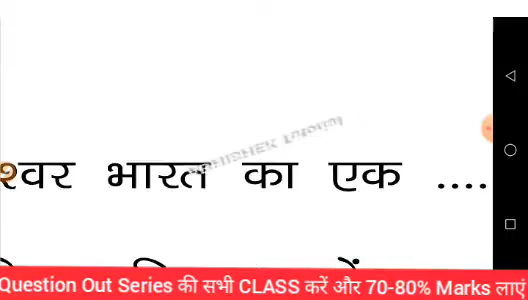 श्वर भारत का एक ....
Question Out Series की सभी CLASS करें और 70-80% Marks लाएं